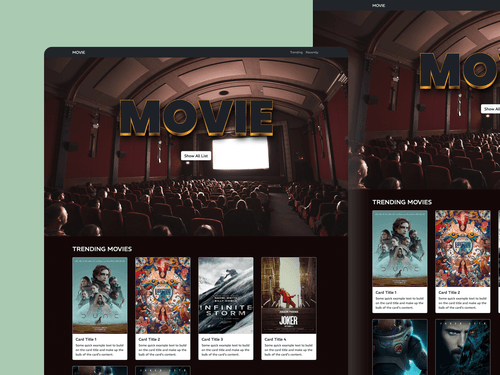 MOVIE
Trending Recently
MOVIE
Show All List
TRENDING MOVIES
INFINITE
STORM
JOKER
Card Title 1
Some quick example text to build
on the card title and make up the
bulk of the card's content.
Card Title 2
Some quick example text to build
on the card title and make up the
bulk of the card's content.
Card Title 3
Some quick example text to build
on the card title and make up the
bulk of the card's content.
Card Title 4
Some quick example text to build
on the card title and make up the
bulk of the card's content.
MOVIE
MO
Show A
TRENDING MOVIES
Card Title 1
Some quick example text to build
on the card title and make up the
bulk of the card's content.
Card Title 2
Some quick example text to build
on the card title and make up the
bulk of the card's content.